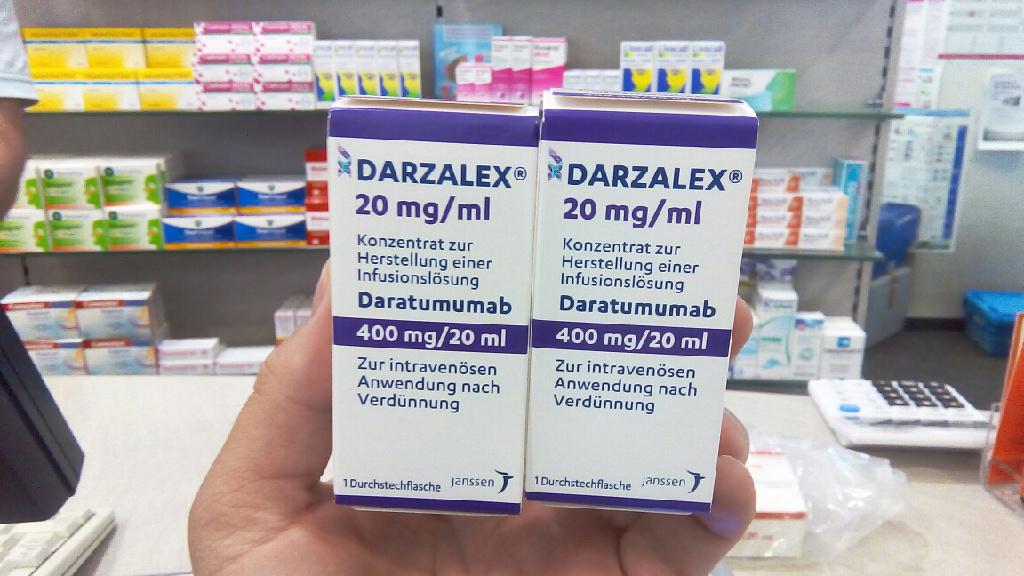 DARZALEX®
20 mg/ml
Konzentrat zur
Herstellung einer
Infusionslösung
Daratumumab
400 mg/20 ml
Zur intravenösen
Anwendung nach
Verdünnung
1 Durchstechflasche
janssen
DARZALEX®
20 mg/ml
Konzentrat zur
Herstellung einer
Infusionslösung
Daratumumab
400 mg/20 ml
Zur intravenösen
Anwendung nach
Verdünnung
1 Durchstechflasche
janssen